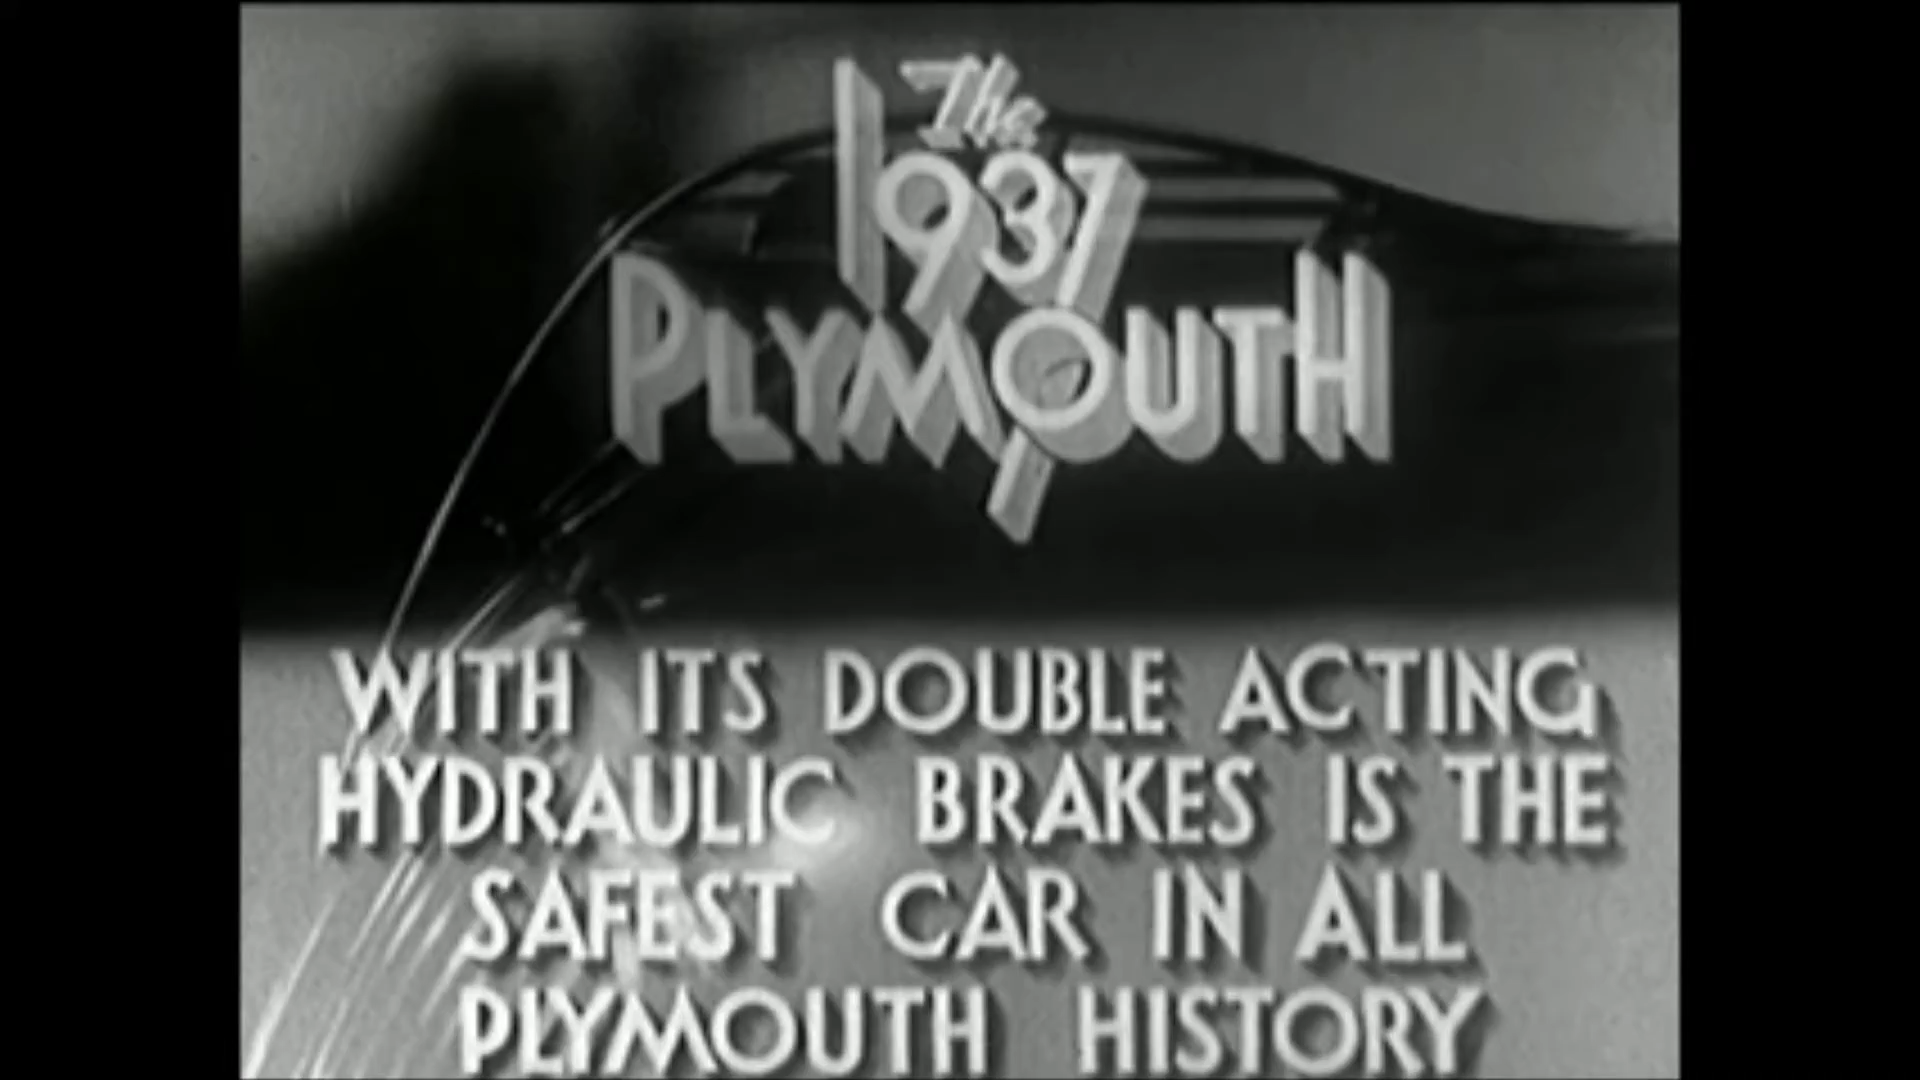 The
1937
PLYMOUTH
WITH ITS DOUBLE ACTING
HYDRAULIC BRAKES IS THE
SAFEST CAR IN ALL
PLYMOUTH HISTORY